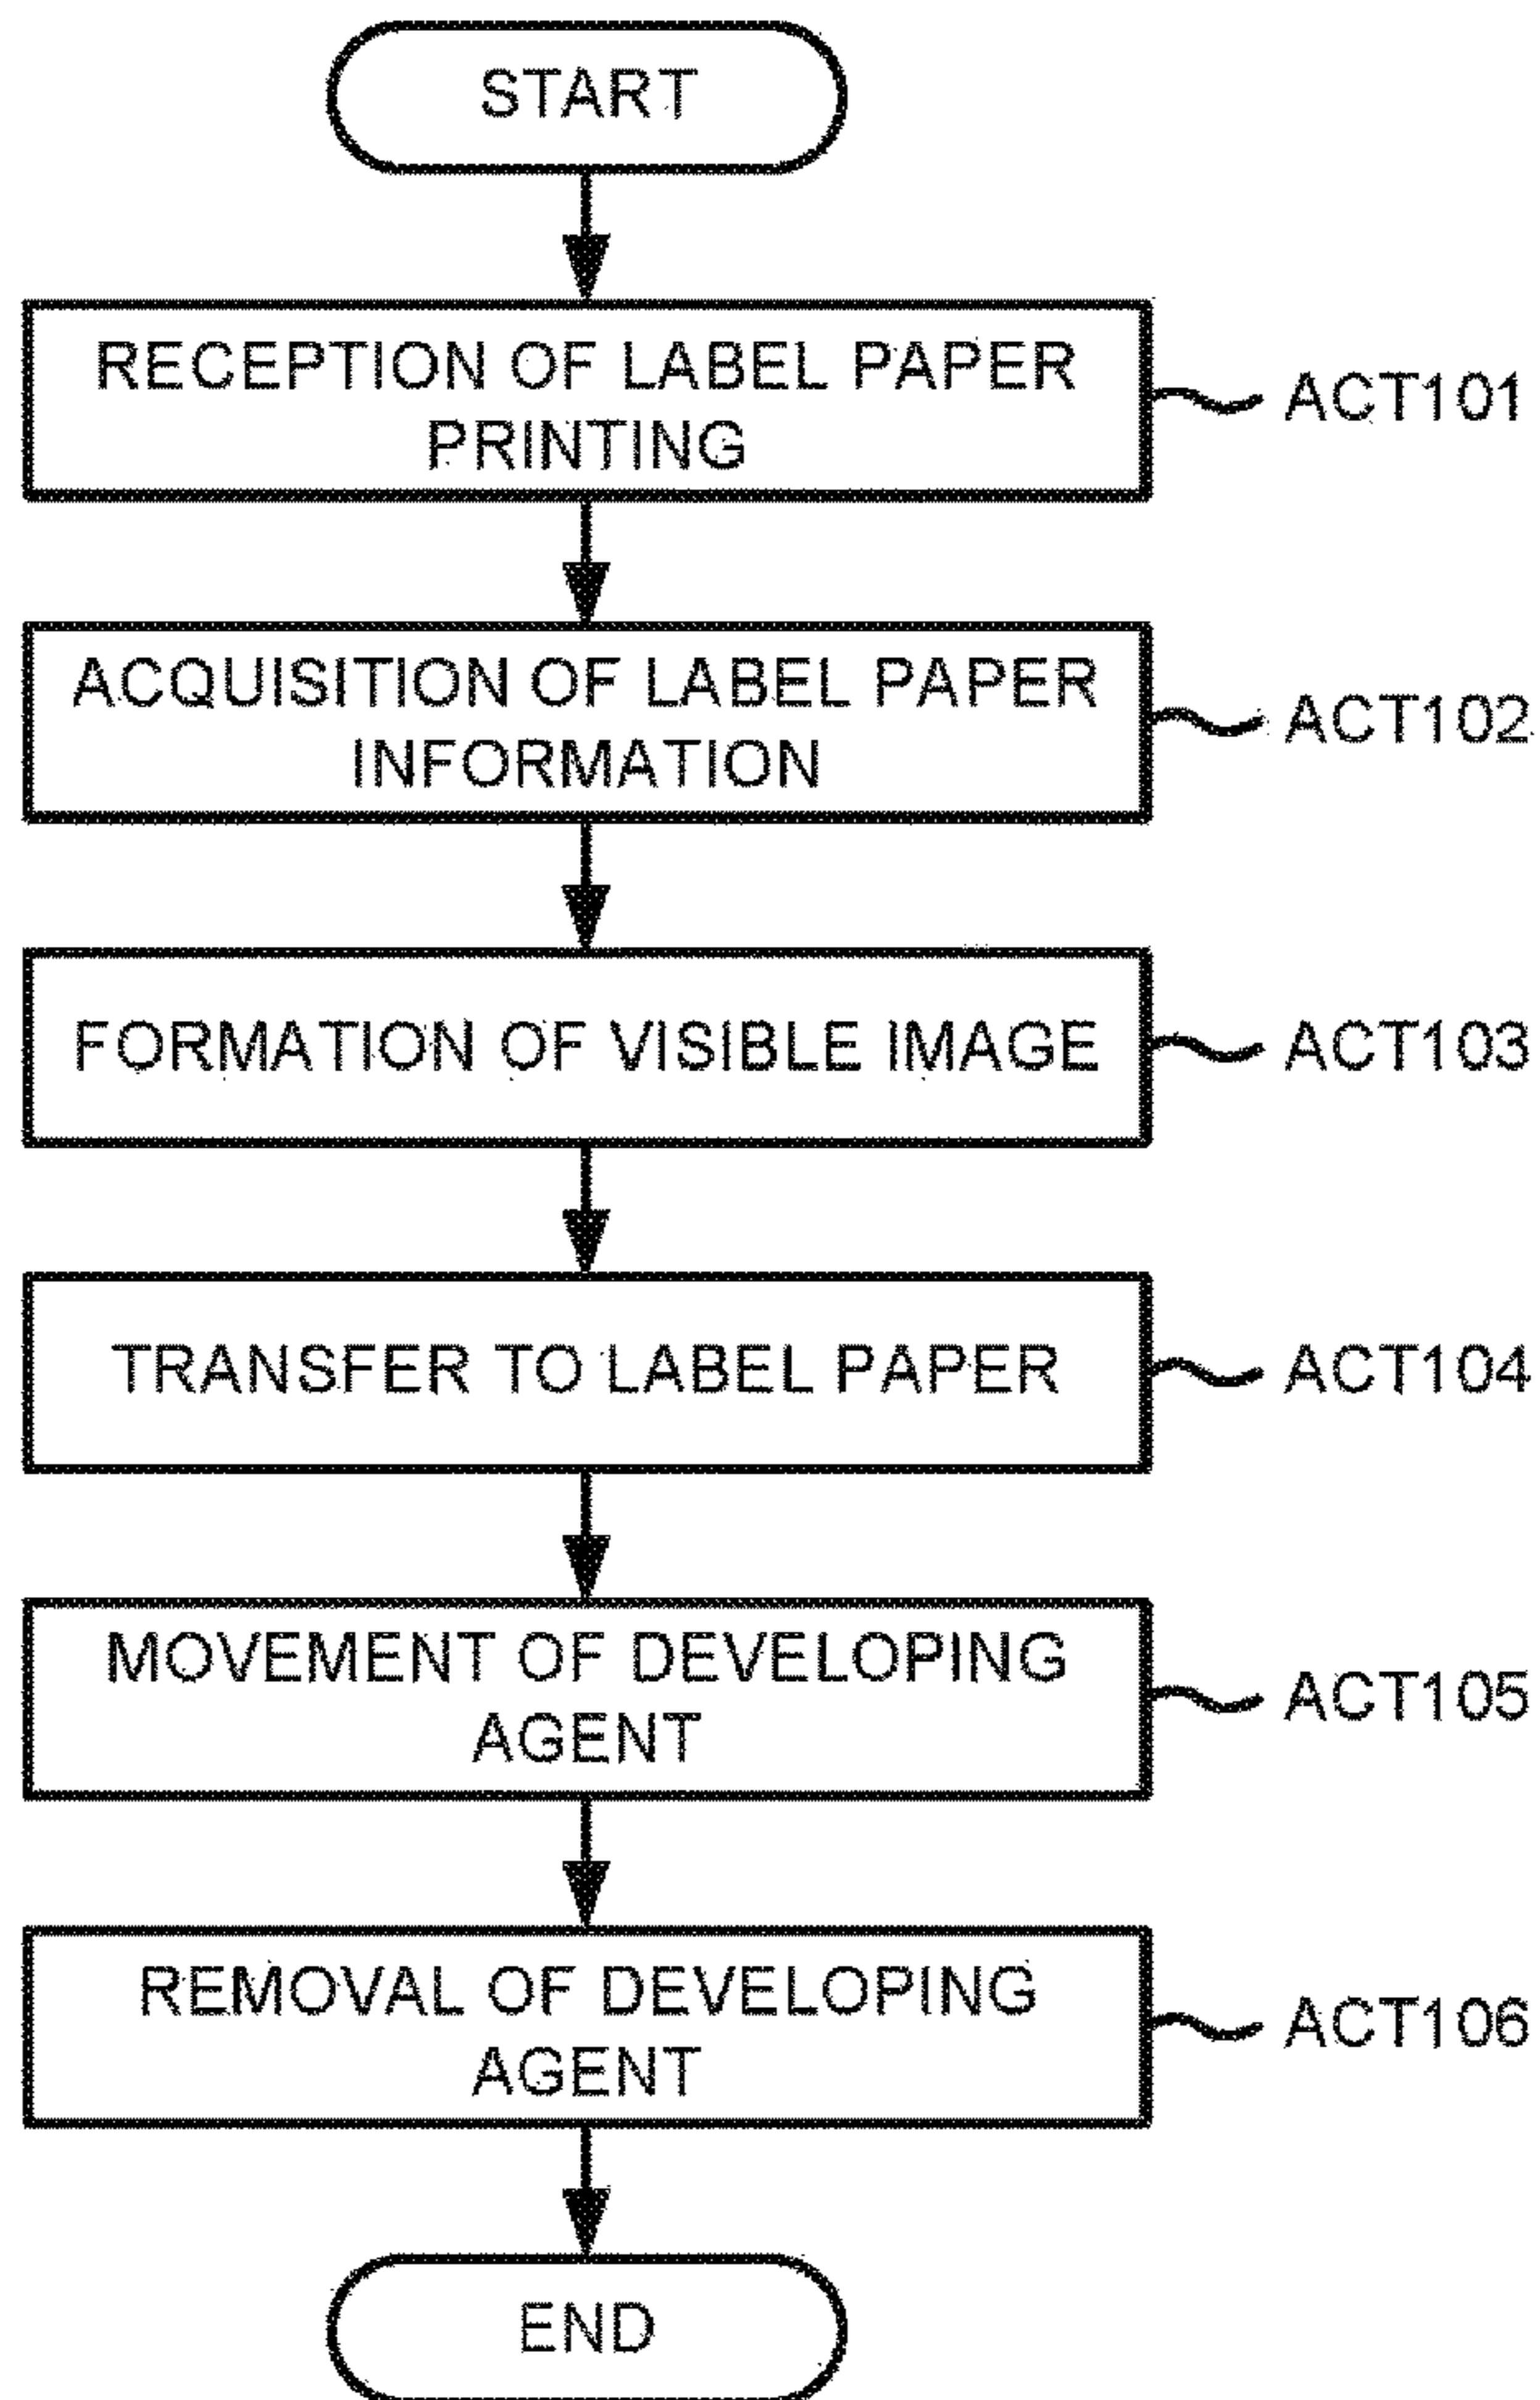 START
RECEPTION OF LABEL PAPER
PRINTING
ACT101
ACQUISITION OF LABEL PAPER
INFORMATION
ACT102
FORMATION OF VISIBLE IMAGE
ACT103
TRANSFER TO LABEL PAPER
ACT104
MOVEMENT OF DEVELOPING
AGENT
ACT105
REMOVAL OF DEVELOPING
AGENT
ACT106
END